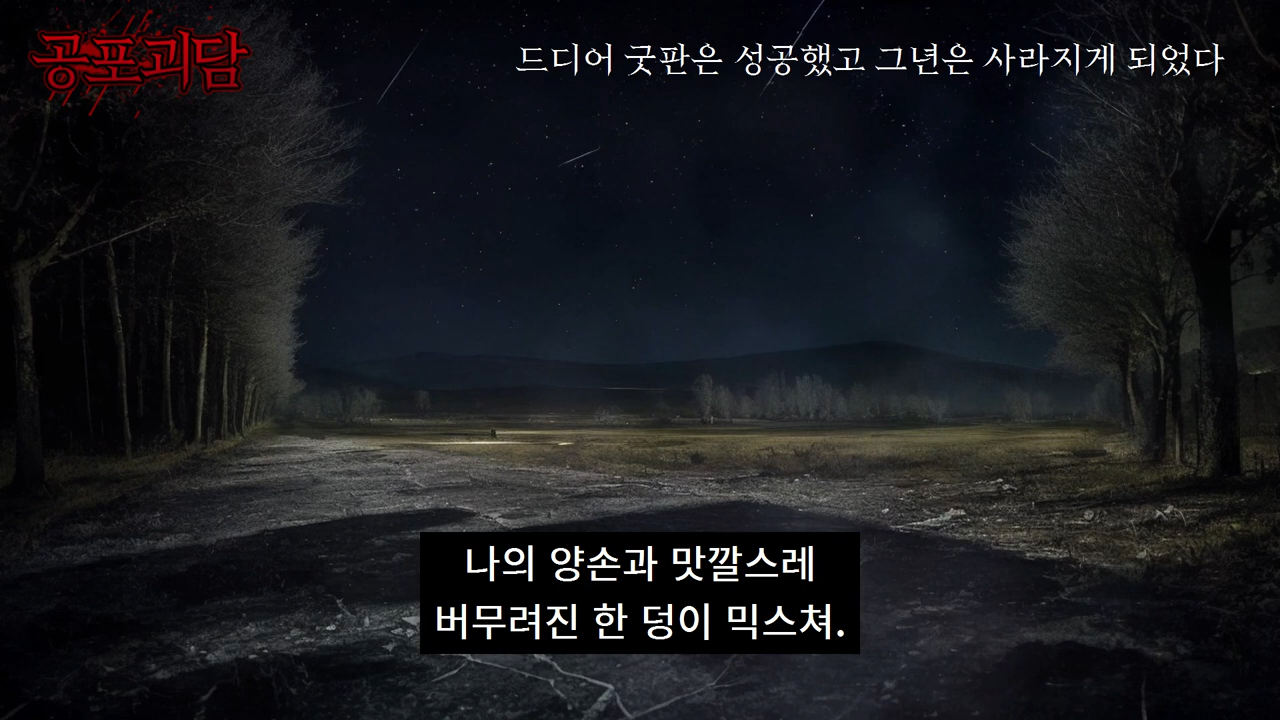 공포괴담
드디어 굿판은 성공했고 그년은 사라지게 되었다
나의 양손과 맛깔스레
버무려진 한 덩이 믹스쳐.